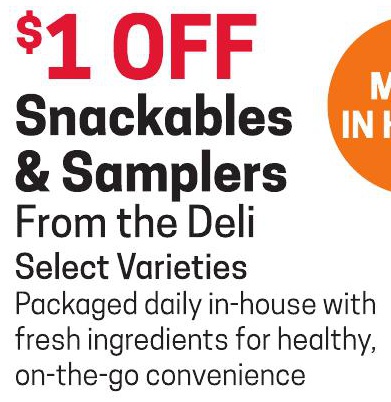 $1 OFF
Snackables
& Samplers
From the Deli
Select Varieties
Packaged daily in-house with
fresh ingredients for healthy,
on-the-go convenience
IN